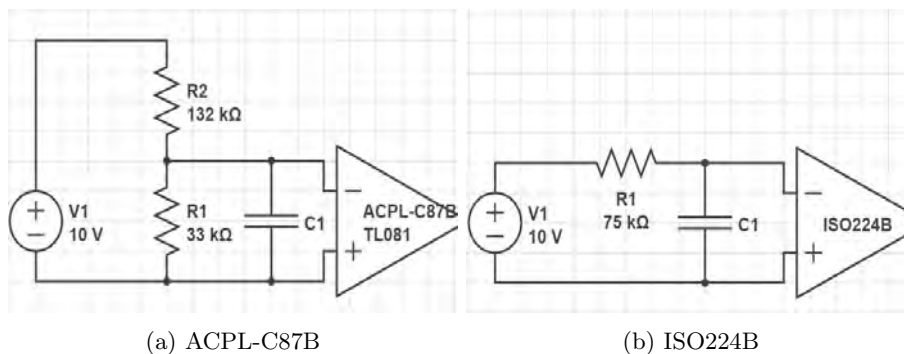 R2
132 kΩ
V1
10 V
R1
33 kΩ
C1
ACPL-C87B
TL081
+
−
−
+
(a) ACPL-C87B
V1
10 V
R1
75 kΩ
C1
ISO224B
+
−
−
+
(b) ISO224B